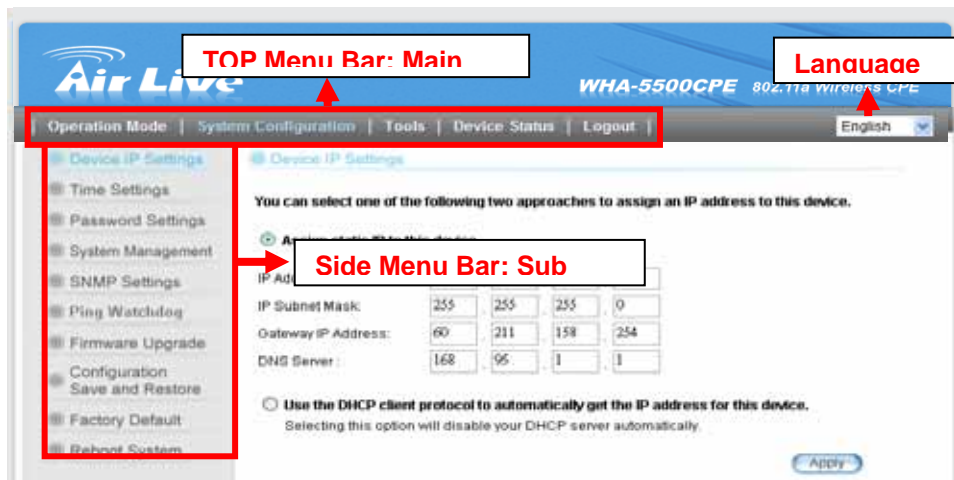 TOP Menu Bar: Main
Language
Air Live
WHA-5500CPE 802.11a Wireless CPE
Operation Mode | System Configuration | Tools | Device Status | Logout |
English
Device IP Settings
Time Settings
Password Settings
System Management
SNMP Settings
Ping Watchdog
Firmware Upgrade
Configuration
Save and Restore
Factory Default
Reboot System
Device IP Settings
You can select one of the following two approaches to assign an IP address to this device.
Side Menu Bar: Sub
IP Subnet Mask: 255 . 255 . 255 . 0
Gateway IP Address: 60 . 211 . 158 . 254
DNS Server : 168 . 95 . 1 . 1
Use the DHCP client protocol to automatically get the IP address for this device.
Selecting this option will disable your DHCP server automatically.
Apply